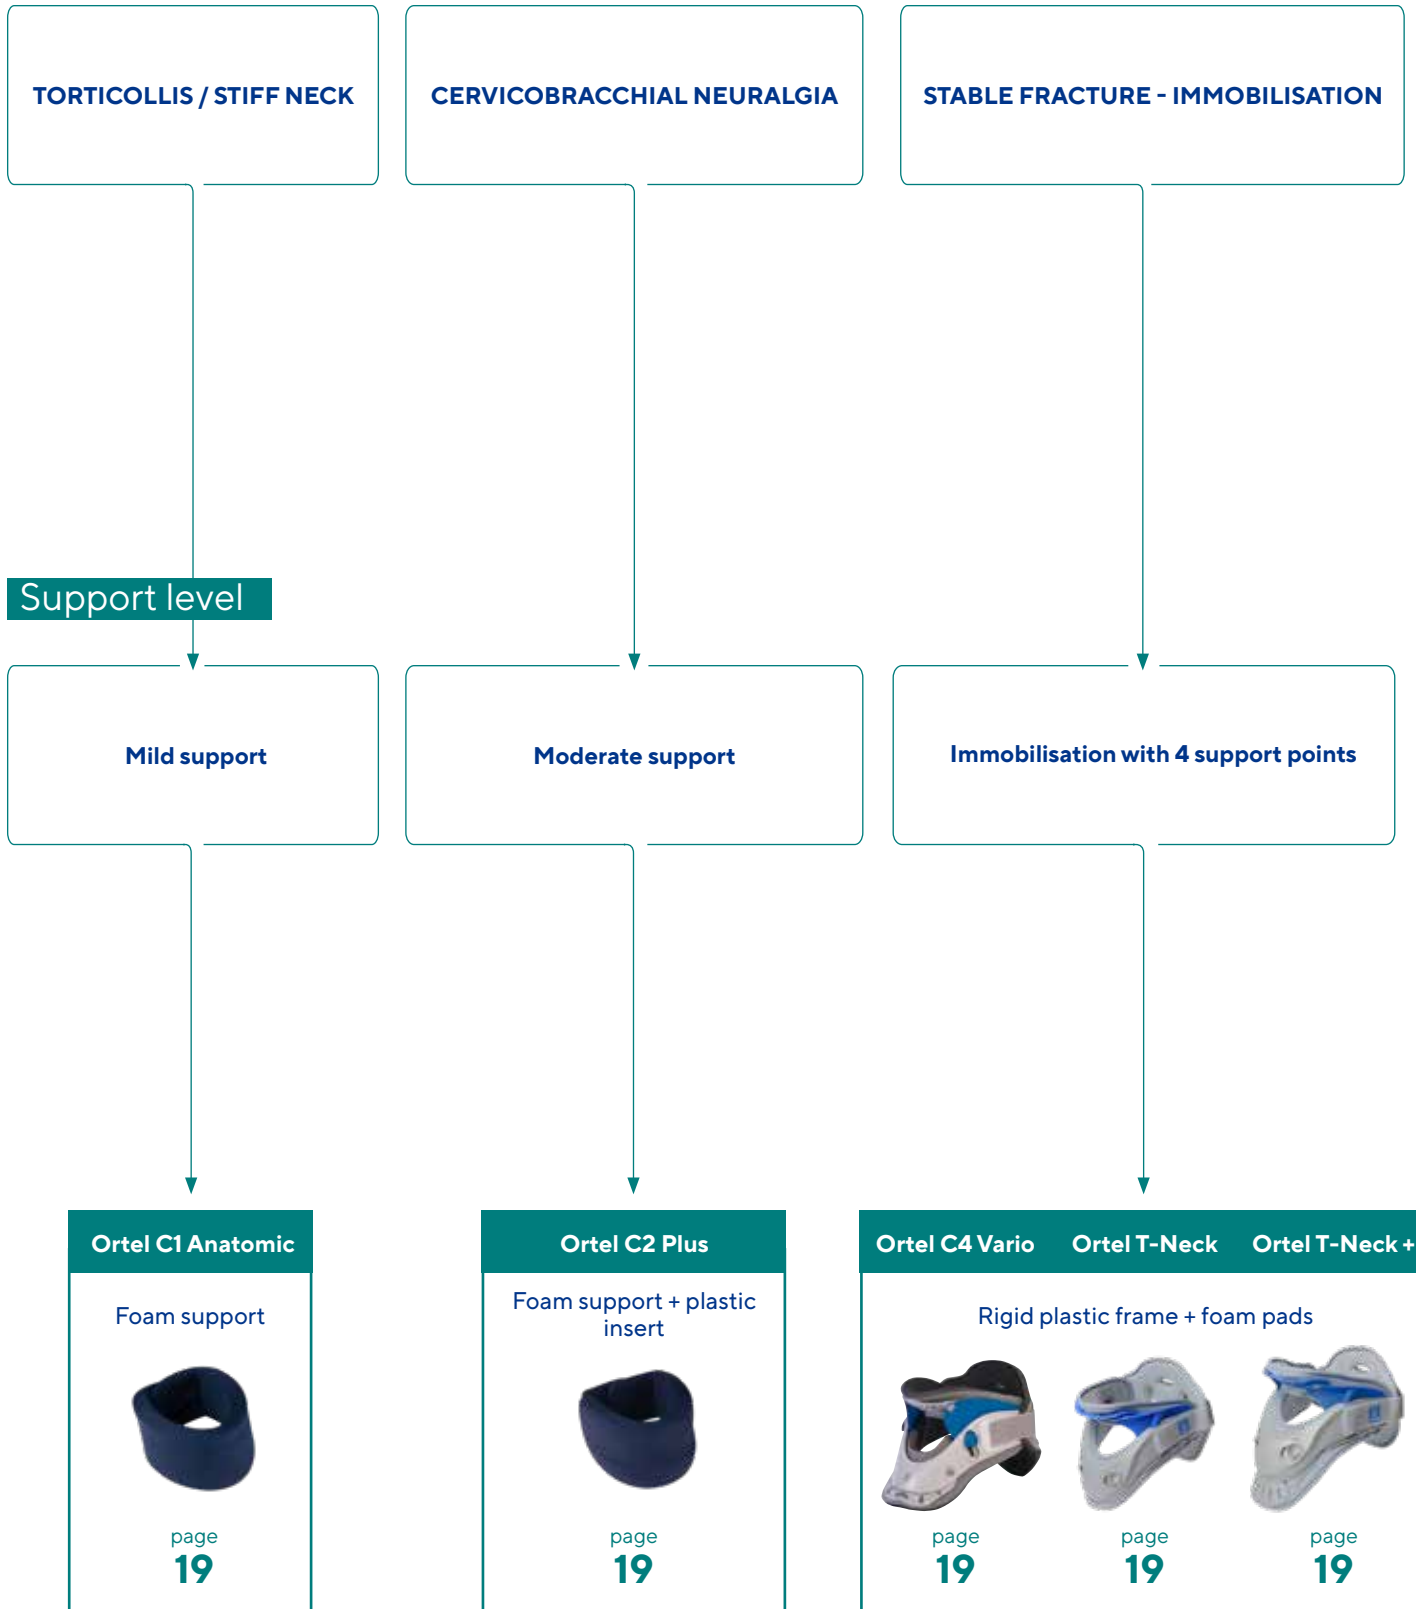 TORTICOLLIS / STIFF NECK
CERVICOBRACCHIAL NEURALGIA
STABLE FRACTURE - IMMOBILISATION
Support level
Mild support
Moderate support
Immobilisation with 4 support points
Ortel C1 Anatomic
Foam support
page
19
Ortel C2 Plus
Foam support + plastic
insert
page
19
Ortel C4 Vario
Ortel T-Neck
Ortel T-Neck +
Rigid plastic frame + foam pads
page
19
page
19
page
19